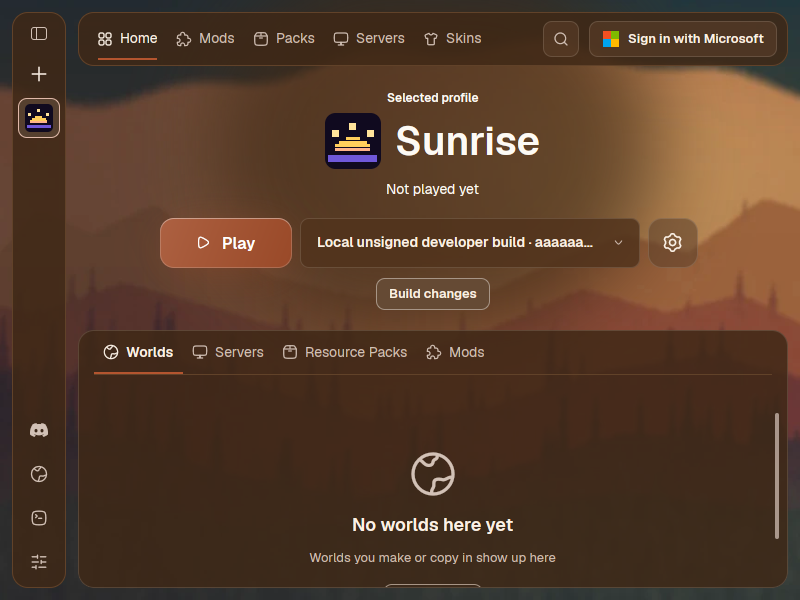 Home
Mods
Packs
Servers
Skins
Sign in with Microsoft
Selected profile
Sunrise
Not played yet
Play
Local unsigned developer build · aaaaaa...
Build changes
Worlds
Servers
Resource Packs
Mods
No worlds here yet
Worlds you make or copy in show up here